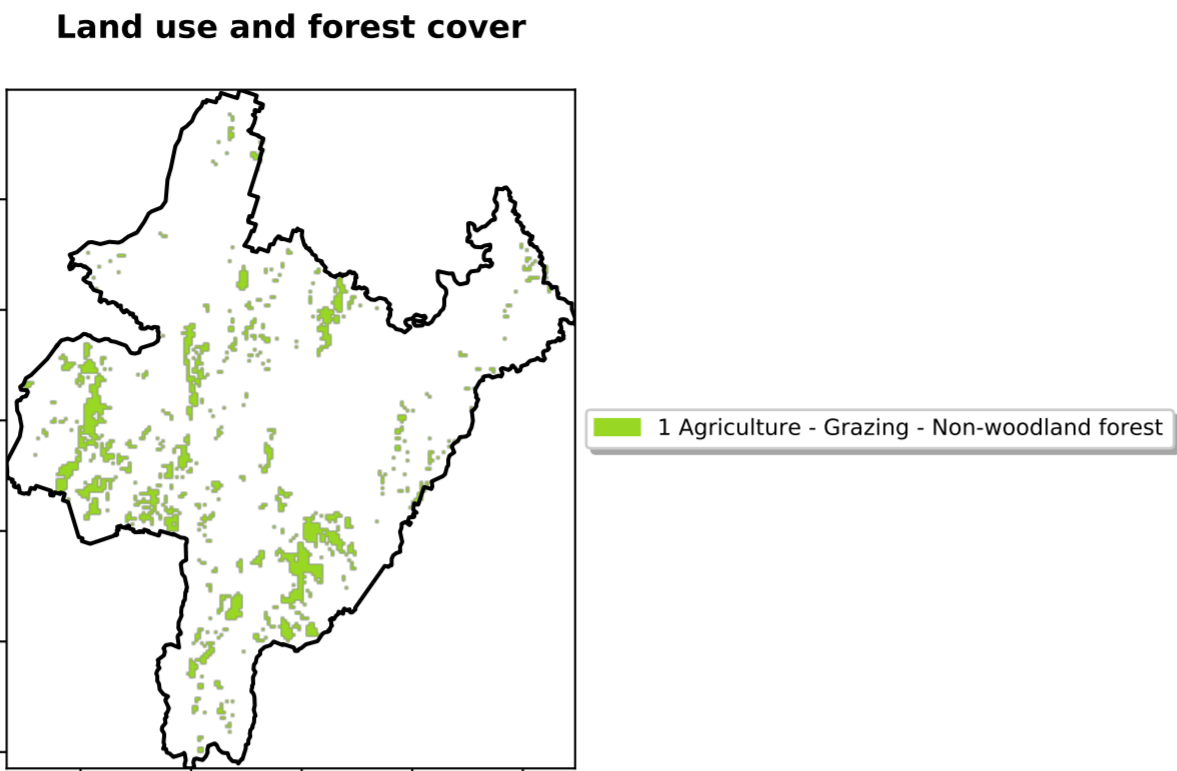 Land use and forest cover
1 Agriculture - Grazing - Non-woodland forest